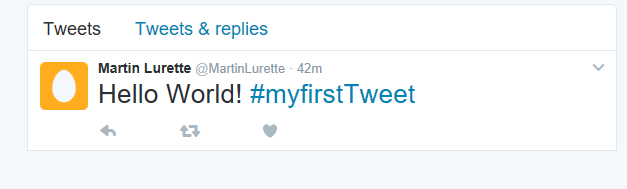 Tweets Tweets & replies
Martin Lurette @MartinLurette · 42m
Hello World! #myfirstTweet